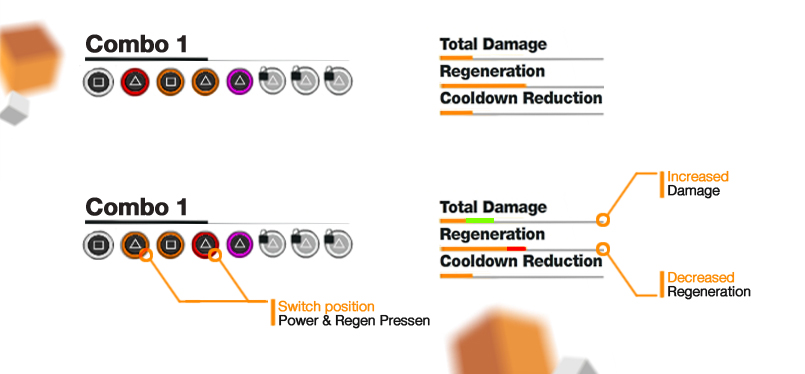 Combo 1
Total Damage
Regeneration
Cooldown Reduction
Combo 1
Switch position
Power & Regen Pressen
Total Damage
Regeneration
Cooldown Reduction
Increased
Damage
Decreased
Regeneration